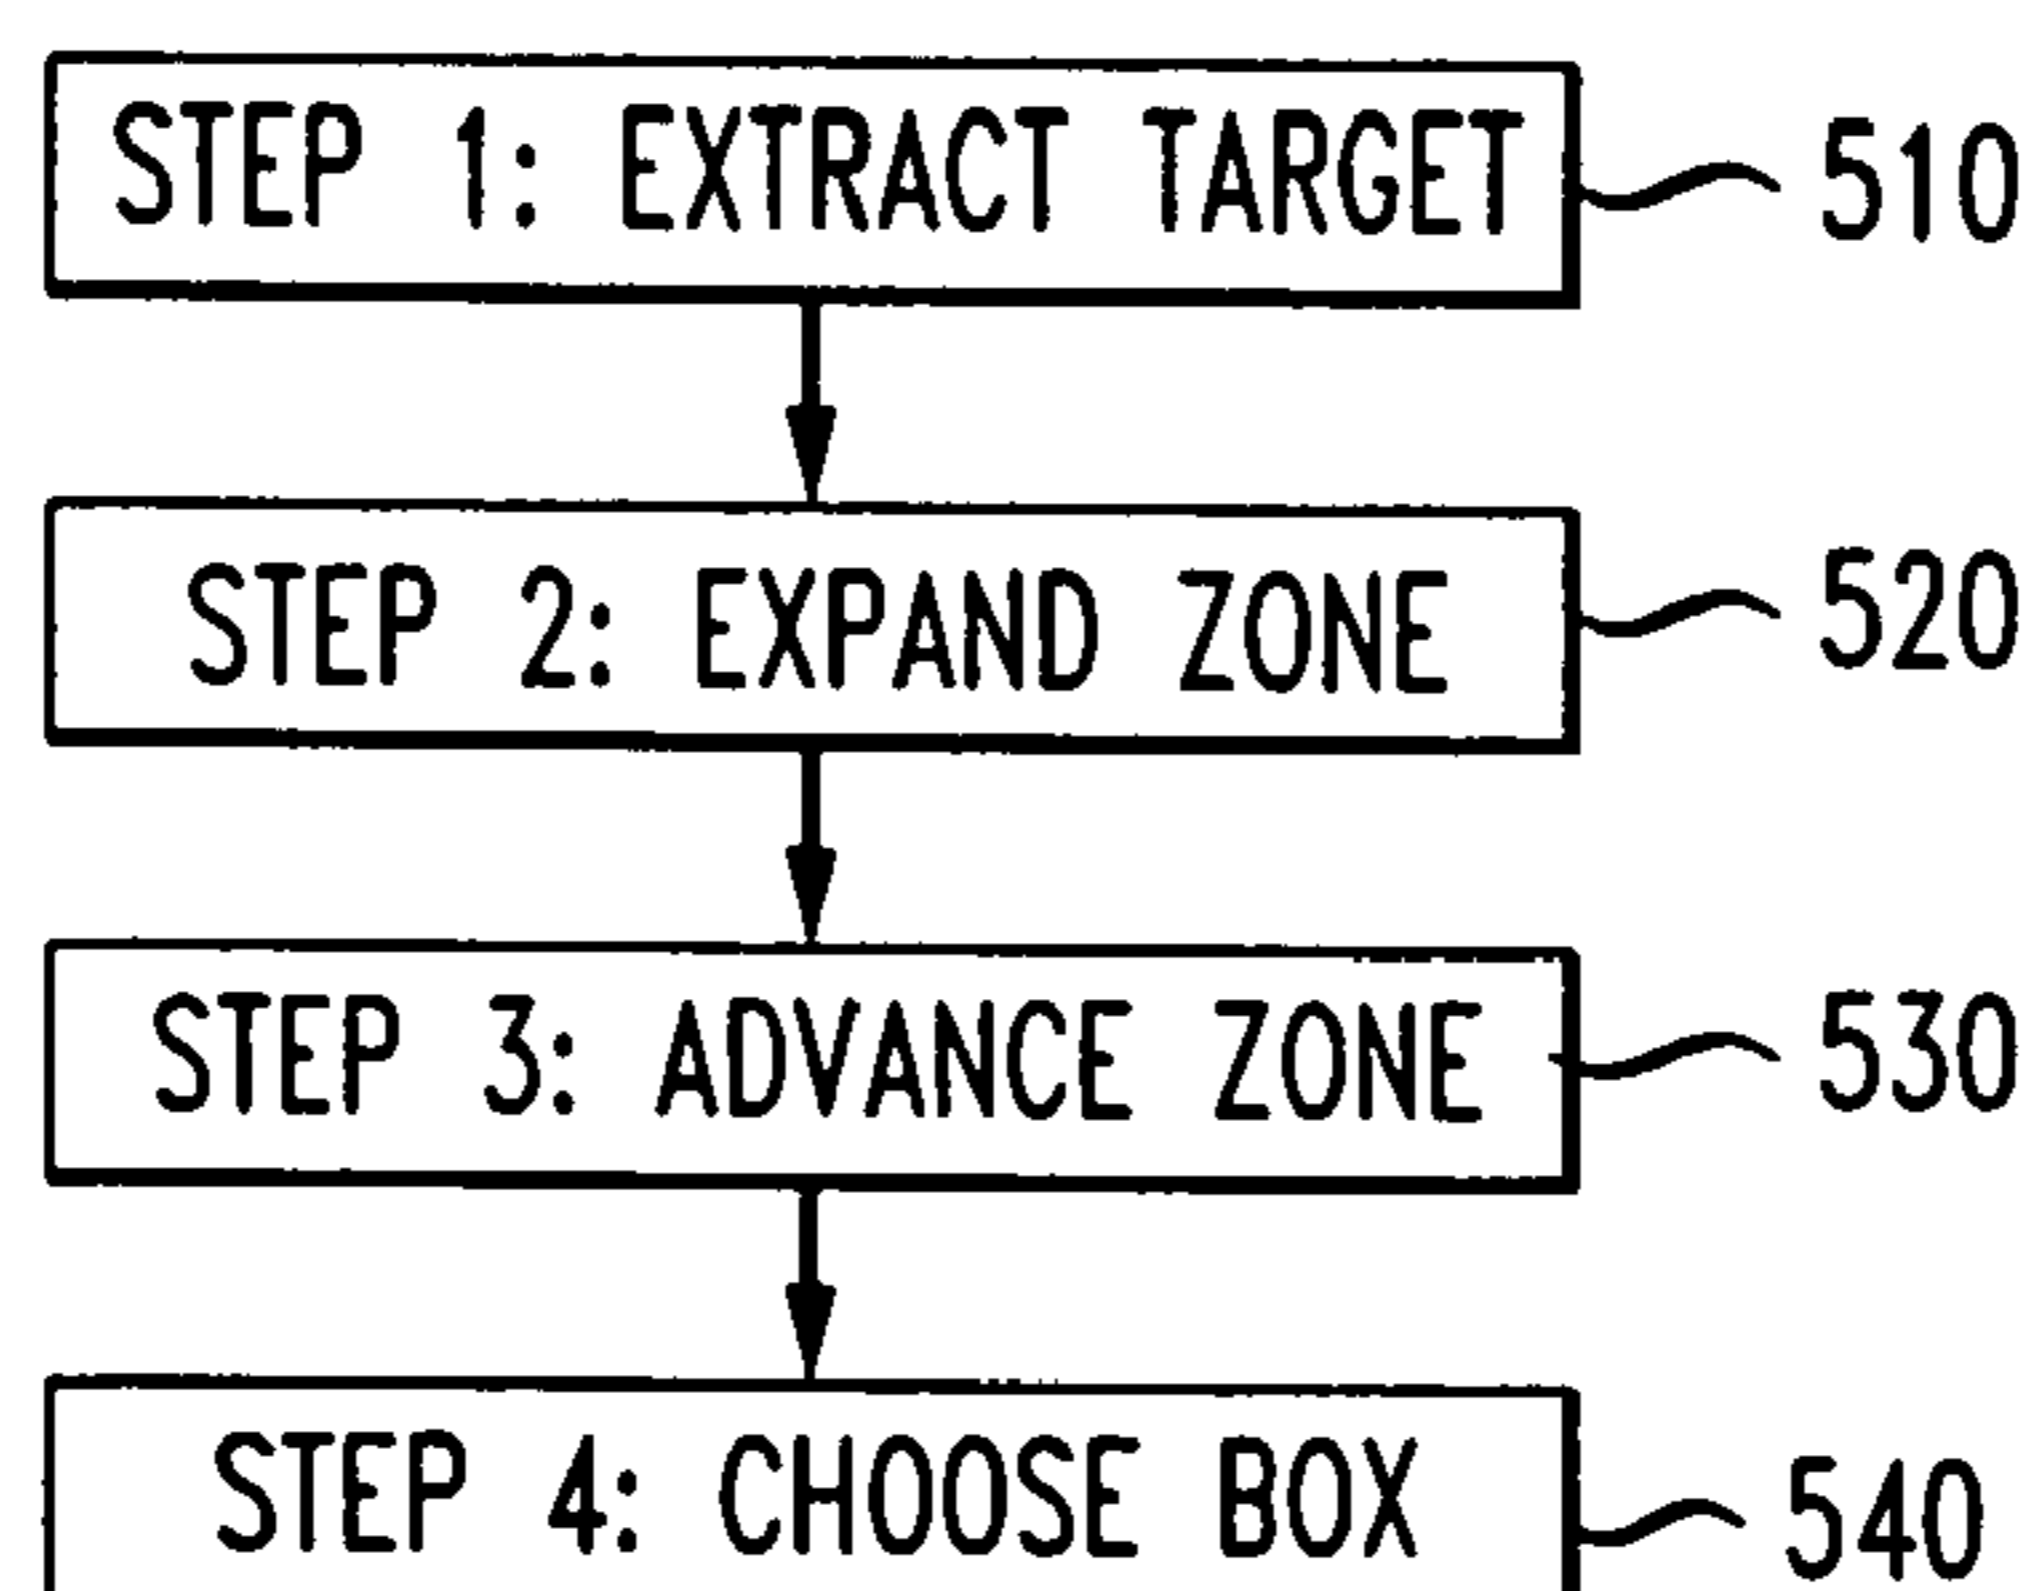 STEP 1: EXTRACT TARGET 510
STEP 2: EXPAND ZONE 520
STEP 3: ADVANCE ZONE 530
STEP 4: CHOOSE BOX 540